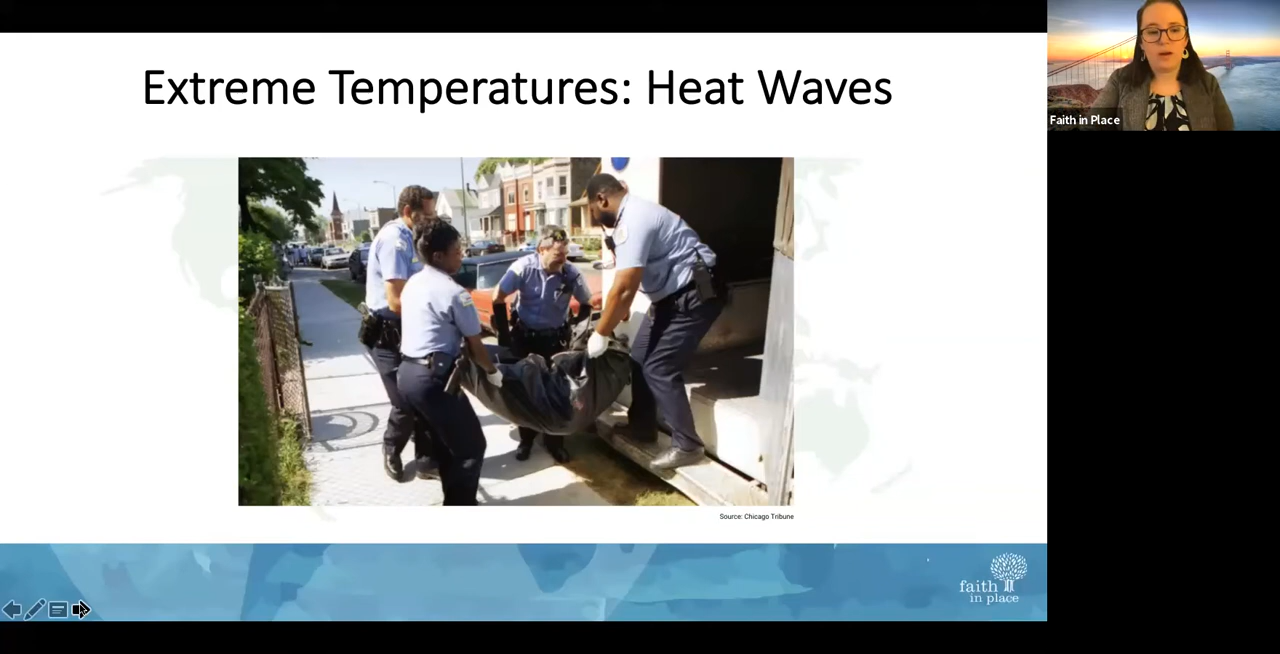 Extreme Temperatures: Heat Waves
Faith in Place
Source: Chicago Tribune
faith
in place